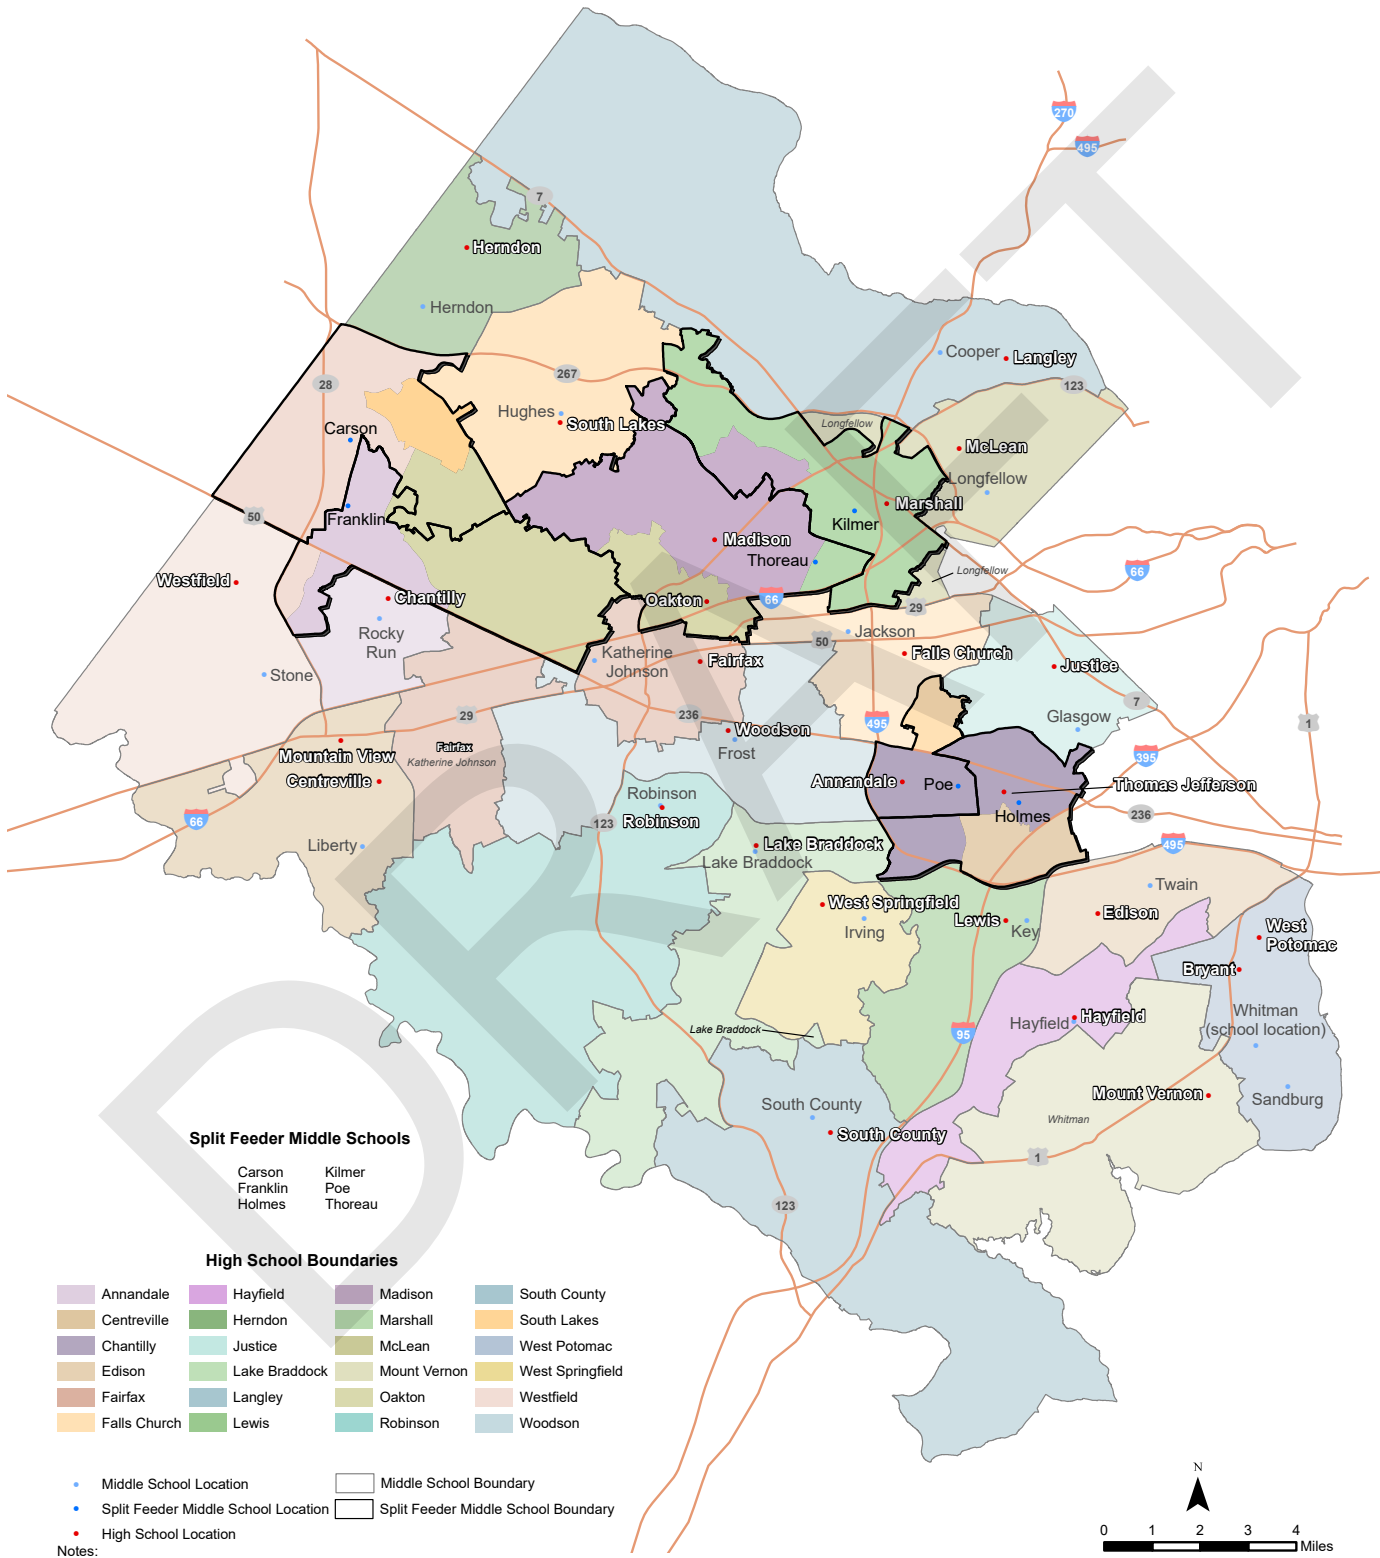 270
495
7
Herndon
Herndon
Cooper
Langley
123
267
28
Hughes
South Lakes
Longfellow
Carson
McLean
Longfellow
50
Franklin
Marshall
Kilmer
Madison
Thoreau
Longfellow
66
Westfield
Chantilly
Oakton
66
29
Rocky
Run
Jackson
50
Katherine
Johnson
Fairfax
Falls Church
Justice
Stone
7
29
236
495
Glasgow
1
Woodson
Frost
Mountain View
Fairfax
Katherine Johnson
395
Centreville
Annandale
Poe
Thomas Jefferson
Robinson
Robinson
Holmes
236
66
123
Liberty
Lake Braddock
Lake Braddock
495
Twain
West Springfield
Irving
Lewis
Key
Edison
West
Potomac
Bryant
Hayfield
Hayfield
Whitman
(school location)
Lake Braddock
95
South County
South County
Mount Vernon
Whitman
Sandburg
1
123
DRAFT
Split Feeder Middle Schools
Carson Kilmer
Franklin Poe
Holmes Thoreau
High School Boundaries
Annandale Hayfield Madison South County
Centreville Herndon Marshall South Lakes
Chantilly Justice McLean West Potomac
Edison Lake Braddock Mount Vernon West Springfield
Fairfax Langley Oakton Westfield
Falls Church Lewis Robinson Woodson
Middle School Location Middle School Boundary
Split Feeder Middle School Location Split Feeder Middle School Boundary
High School Location
Notes:
N
0 1 2 3 4
Miles